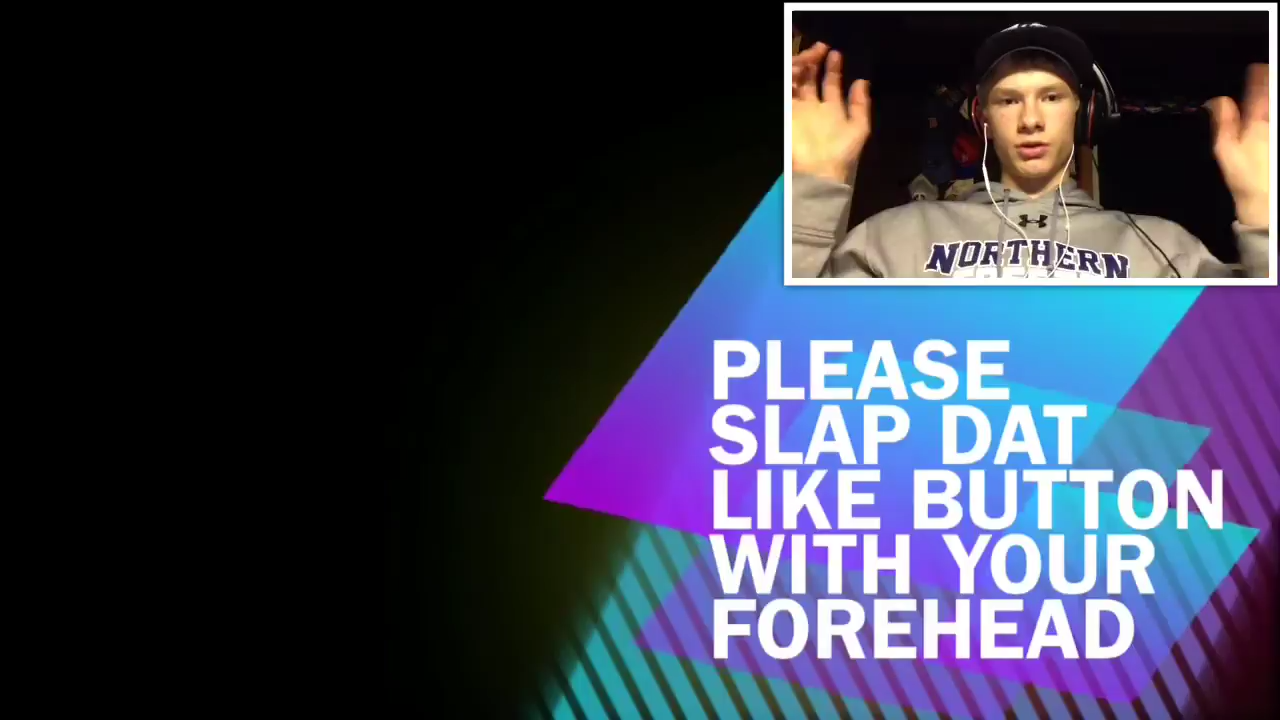 NORTHERN
PLEASE
SLAP DAT
LIKE BUTTON
WITH YOUR
FOREHEAD